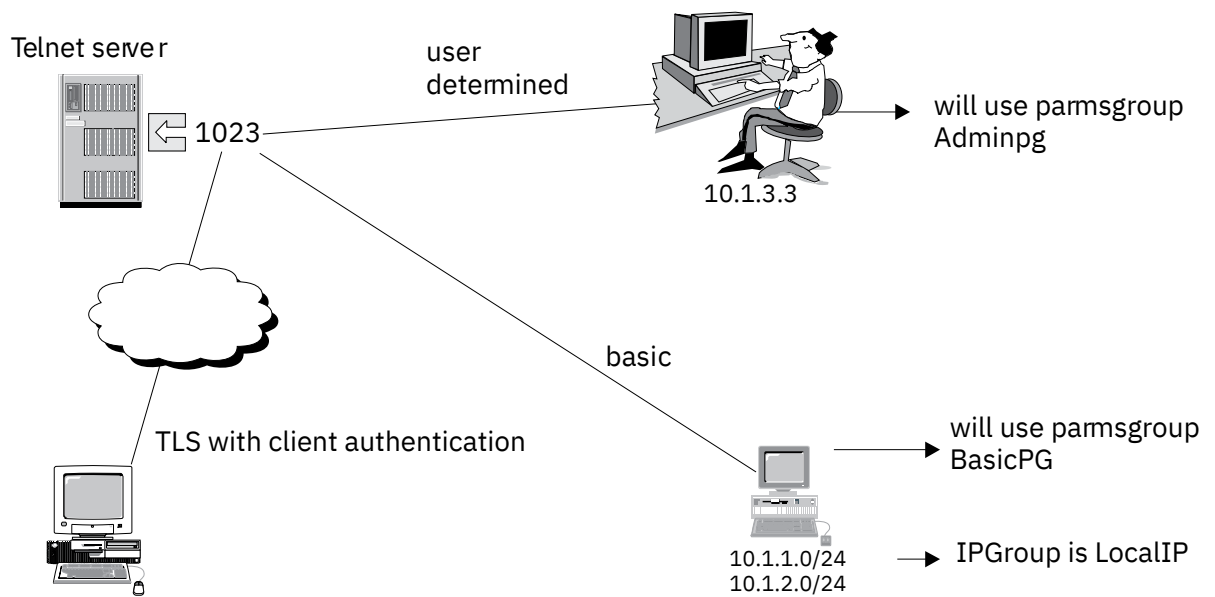 Telnet server
user
determined
1023
will use parmsgroup
Adminpg
10.1.3.3
basic
TLS with client authentication
will use parmsgroup
BasicPG
10.1.1.0/24
10.1.2.0/24
IPGroup is LocalIP